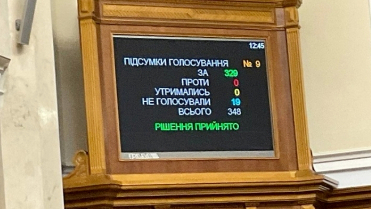 12:45
ПІДСУМКИ ГОЛОСУВАННЯ № 9
ЗА 329
ПРОТИ 0
УТРИМАЛИСЬ 0
НЕ ГОЛОСУВАЛИ 19
ВСЬОГО 348
РІШЕННЯ ПРИЙНЯТО